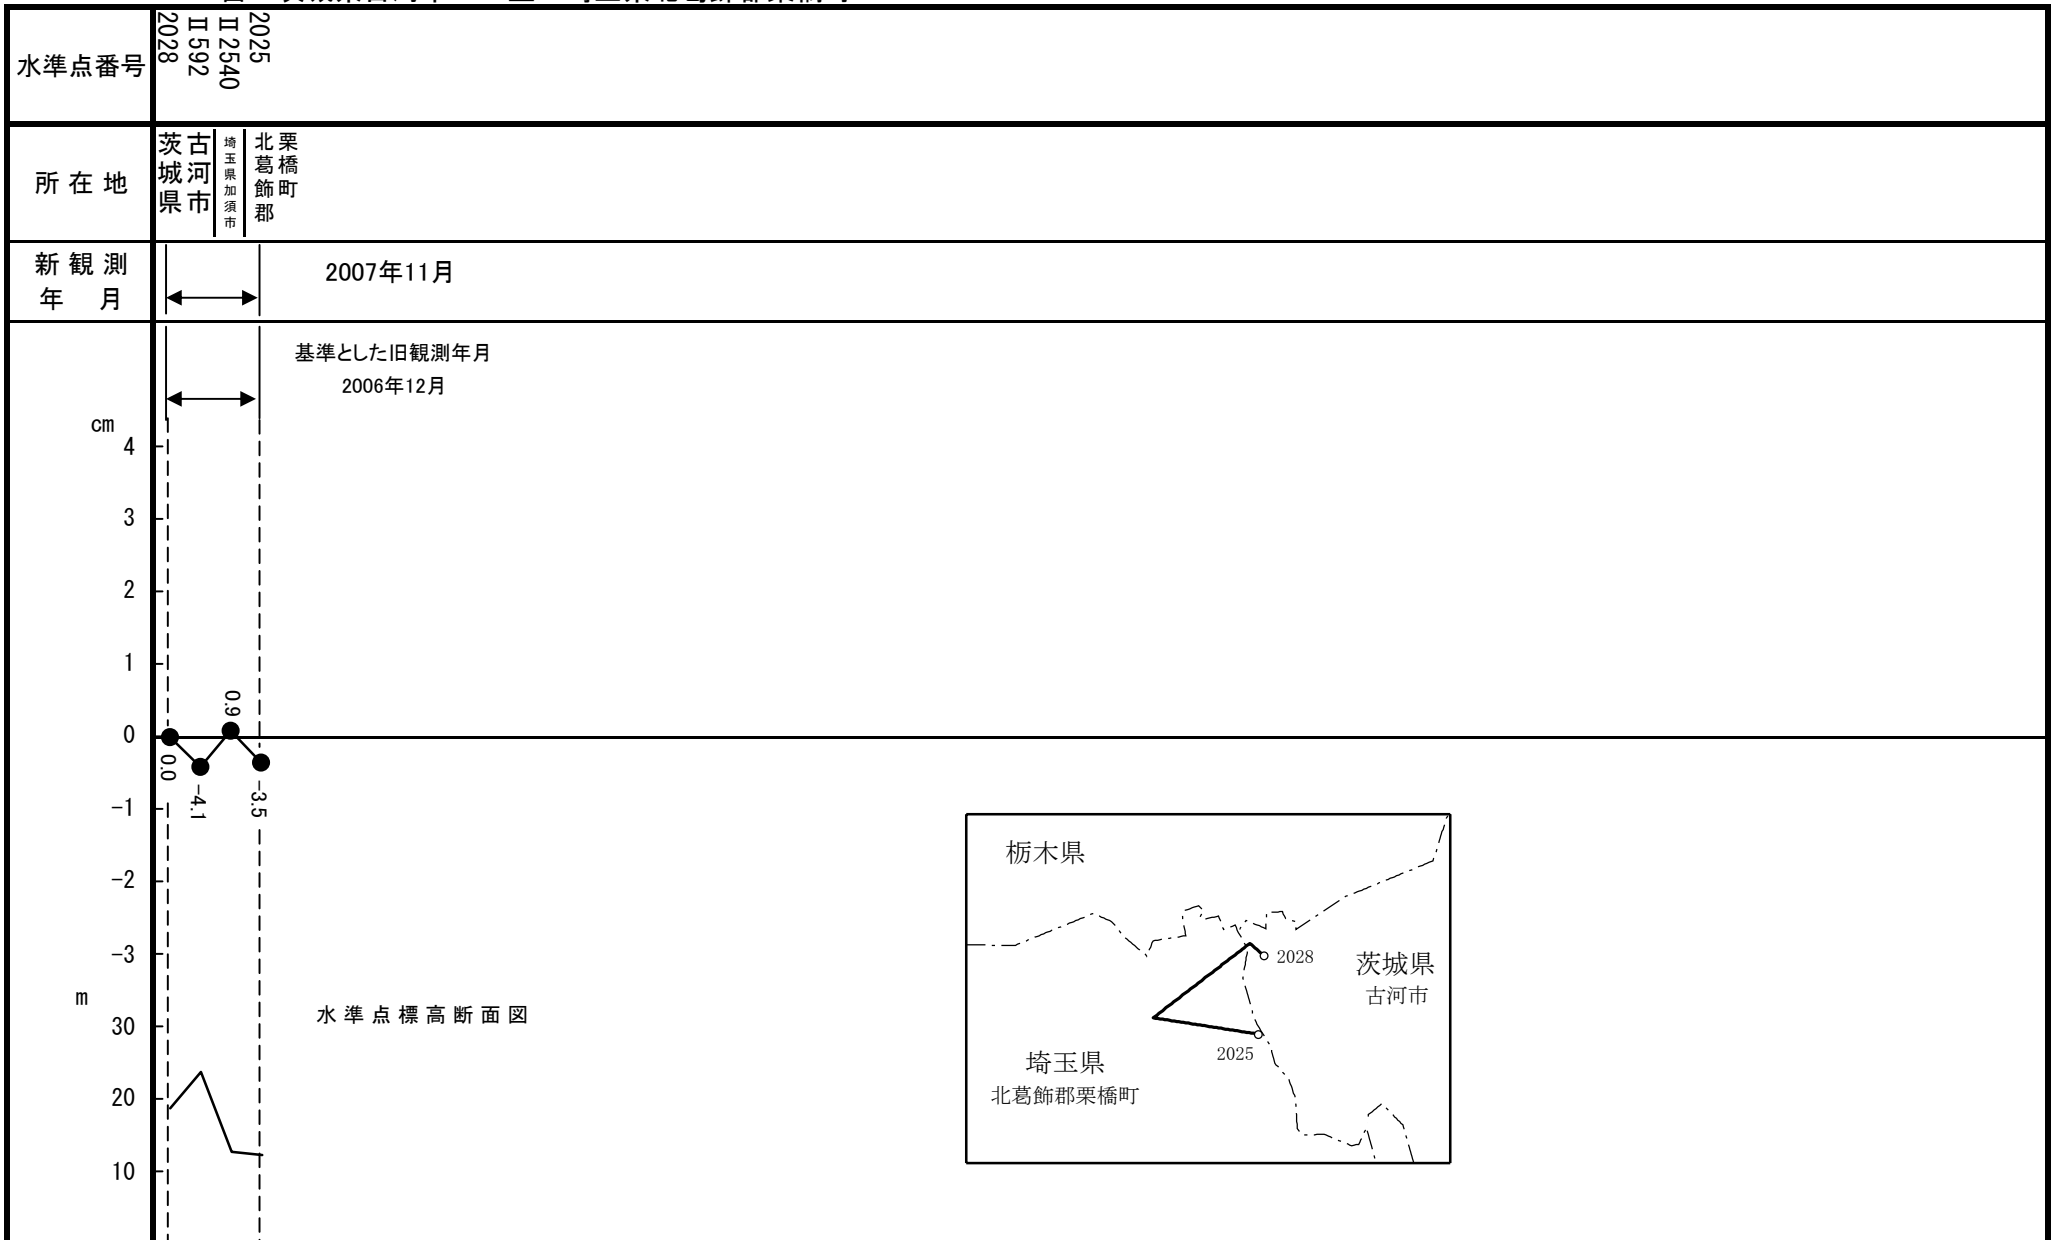 水準点番号
2028
Ⅱ592
Ⅱ2540
2025
所在地
茨城県
古河市
埼玉県加須市
北葛飾郡
栗橋町
新観測
年 月
2007年11月
基準とした旧観測年月
2006年12月
cm
4
3
2
1
0
-1
-2
-3
0.0
-4.1
0.9
-3.5
m
30
20
10
水準点標高断面図
栃木県
2028
茨城県
古河市
2025
埼玉県
北葛飾郡栗橋町